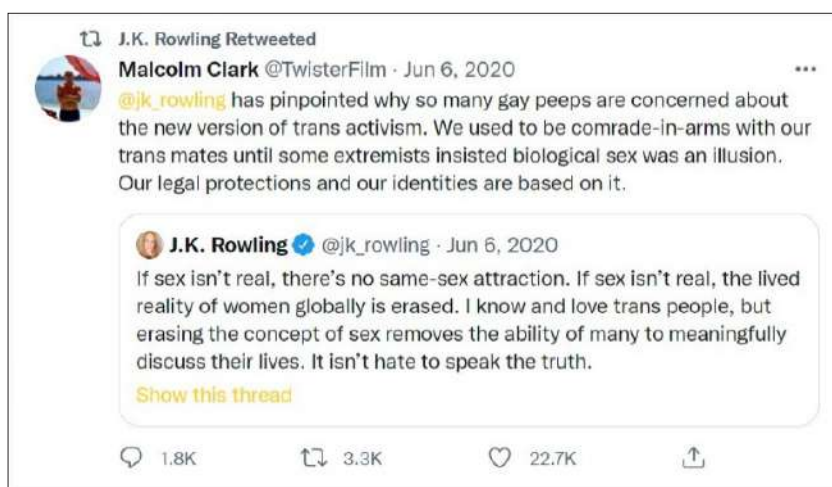 J.K. Rowling Retweeted
Malcolm Clark @TwisterFilm · Jun 6, 2020
@jk_rowling has pinpointed why so many gay peeps are concerned about
the new version of trans activism. We used to be comrade-in-arms with our
trans mates until some extremists insisted biological sex was an illusion.
Our legal protections and our identities are based on it.
J.K. Rowling @jk_rowling · Jun 6, 2020
If sex isn't real, there's no same-sex attraction. If sex isn't real, the lived
reality of women globally is erased. I know and love trans people, but
erasing the concept of sex removes the ability of many to meaningfully
discuss their lives. It isn't hate to speak the truth.
Show this thread
1.8K 3.3K 22.7K